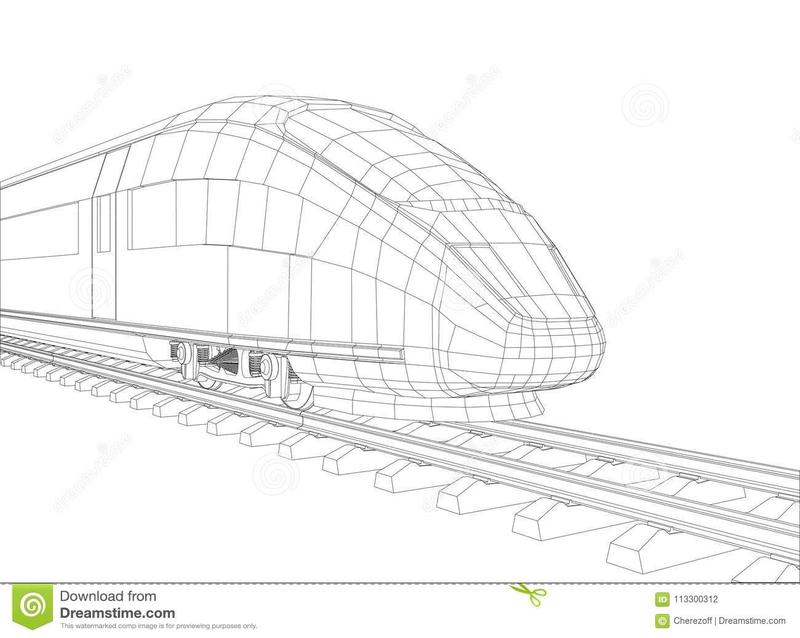 Download from
Dreamstime.com
This watermarked comp image is for previewing purposes only.
ID 113300312
© Cherezoff | Dreamstime.com